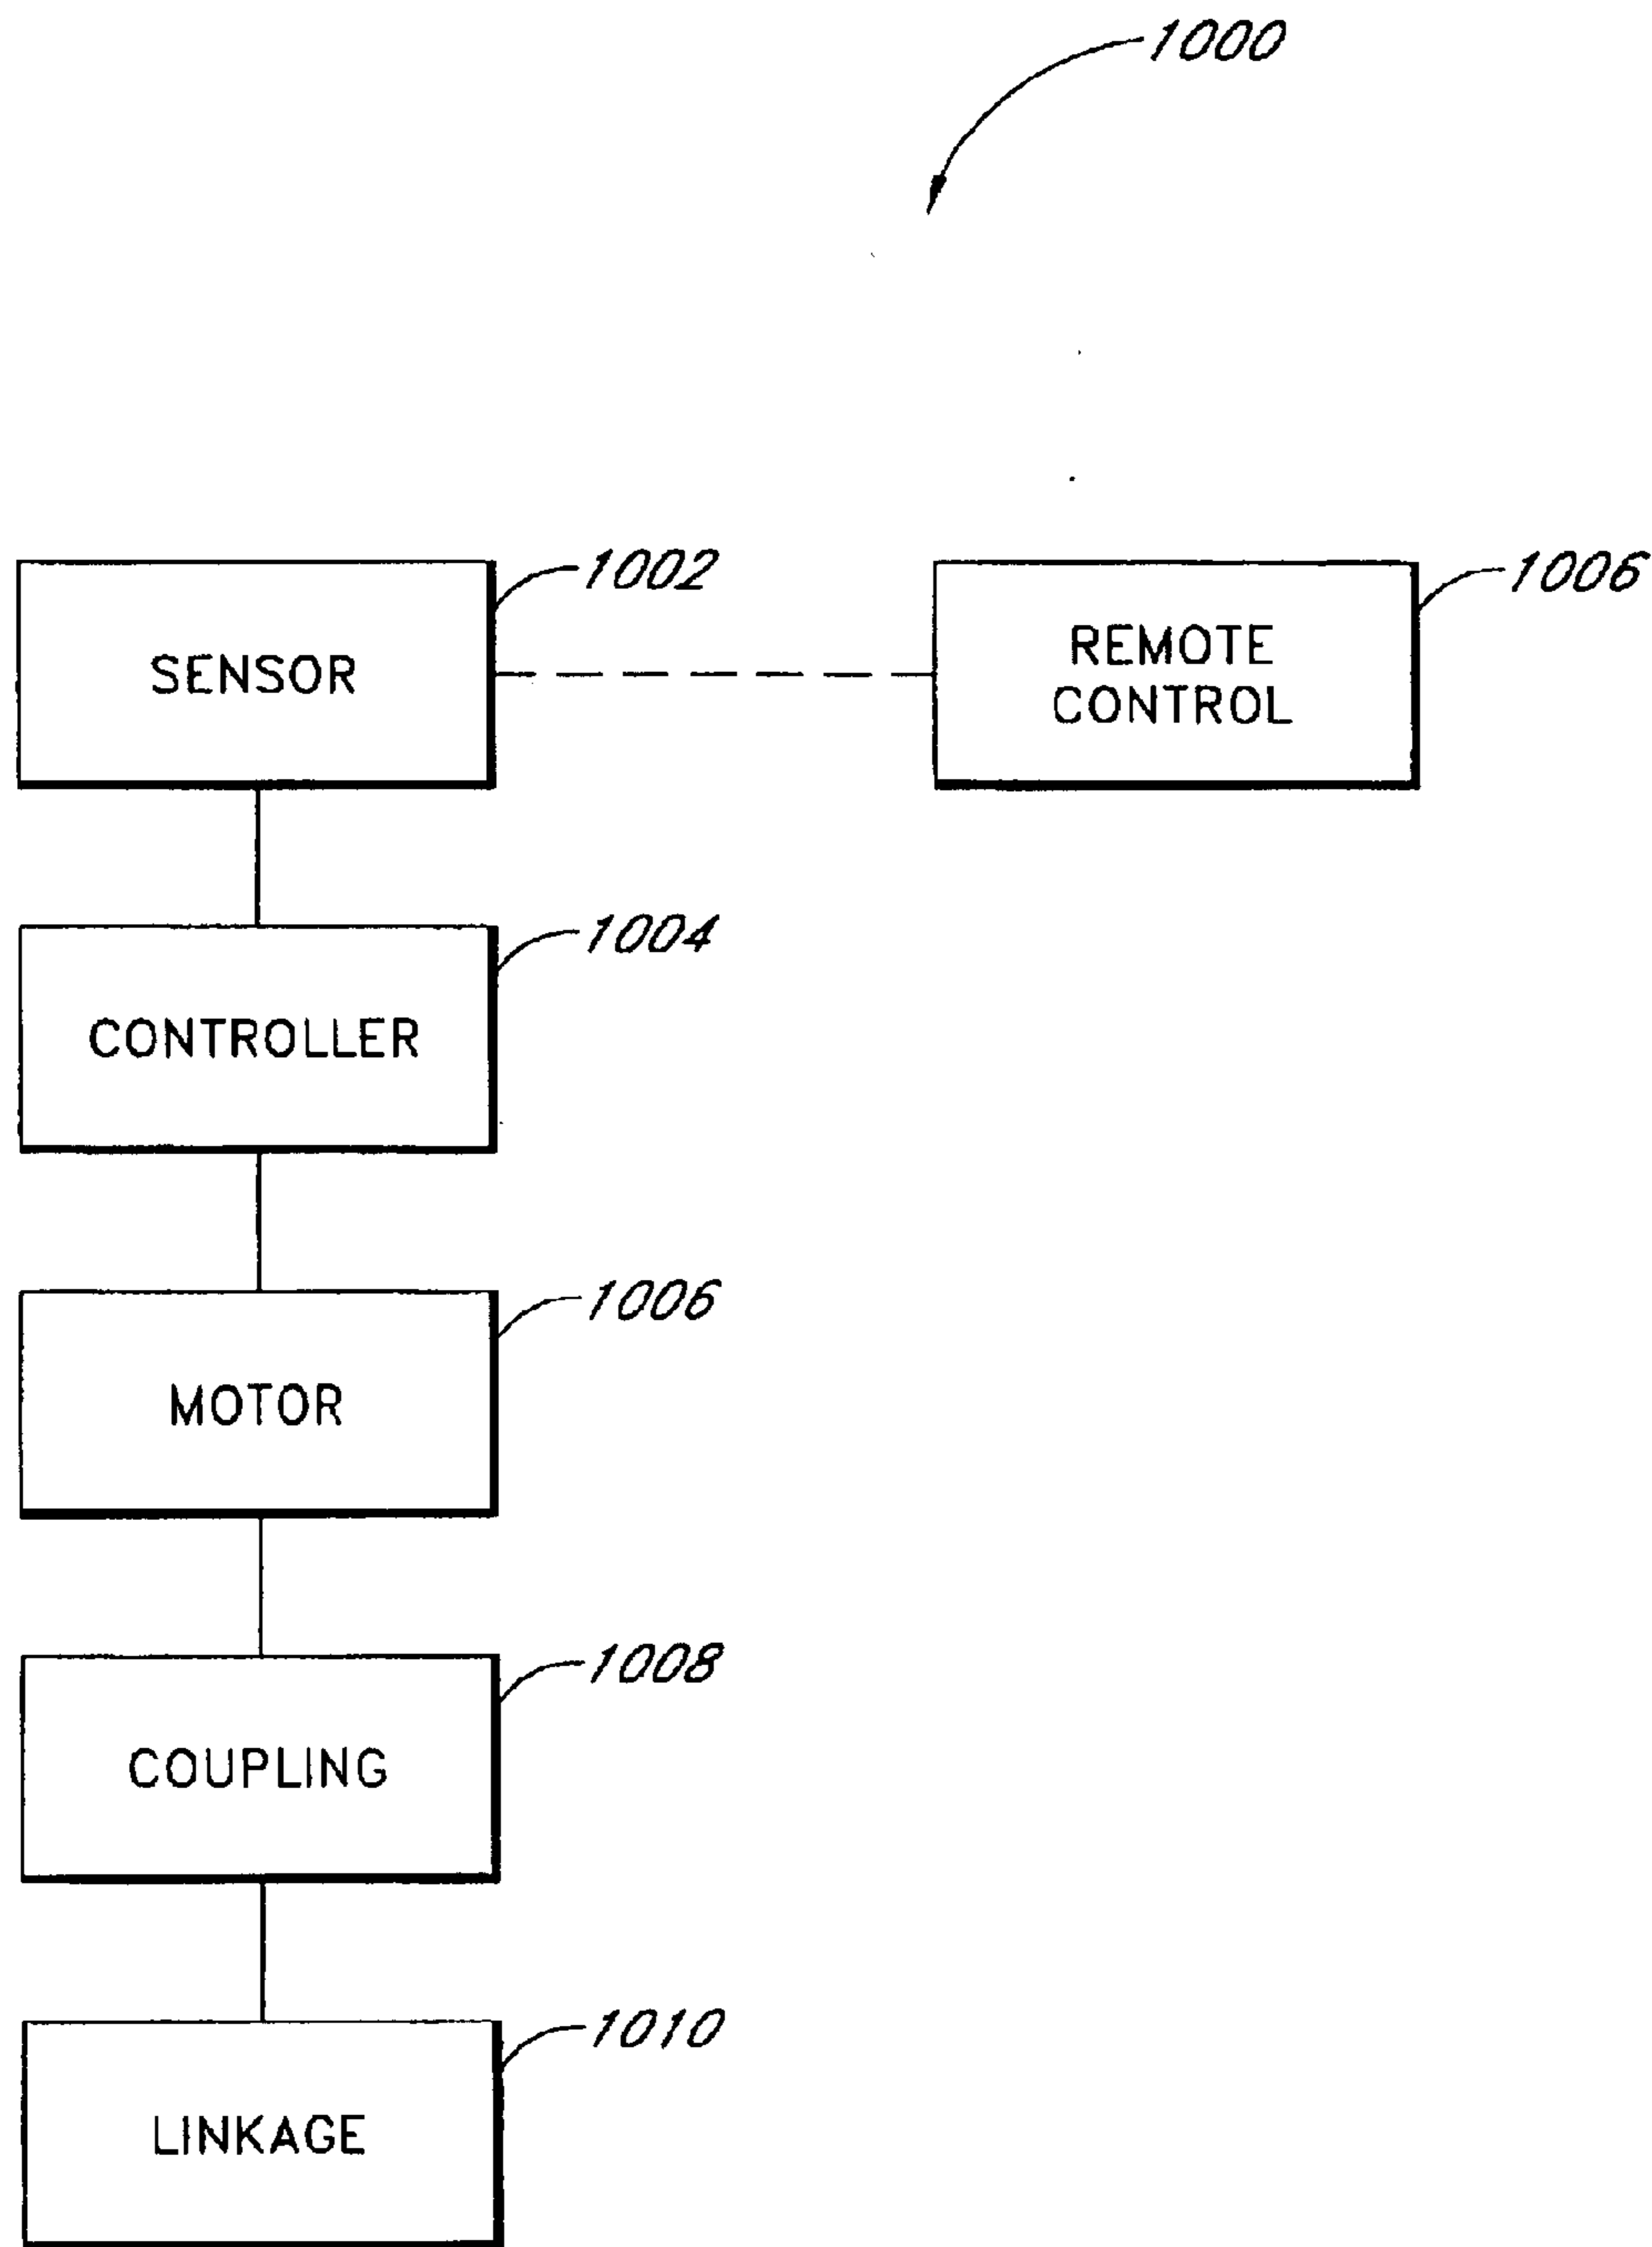 1000
1002
1006
SENSOR
REMOTE
CONTROL
1004
CONTROLLER
1006
MOTOR
1008
COUPLING
1010
LINKAGE